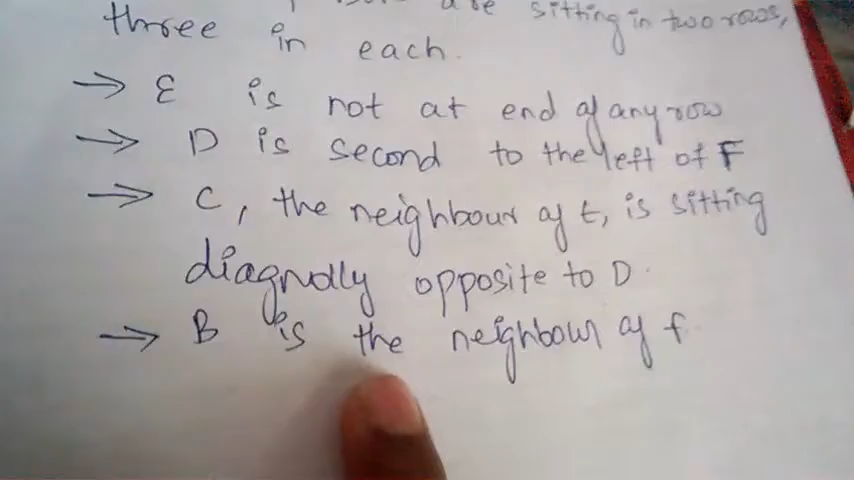 are sitting in two rows,
three in each.
→ E is not at end of any row
→ D is second to the left of F
→ C, the neighbour of E, is sitting
diagnolly opposite to D.
→ B is the neighbour of F